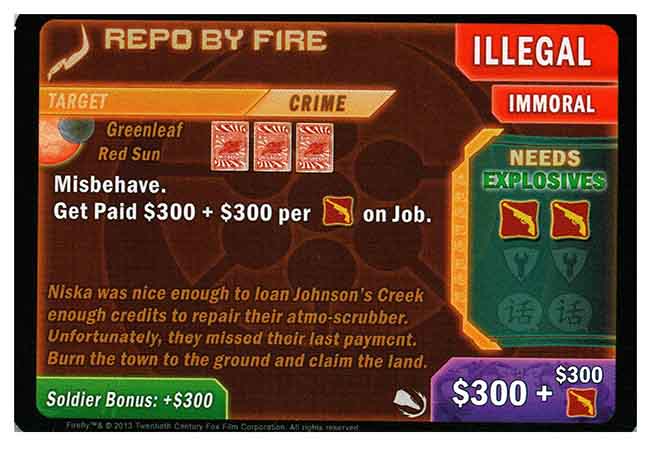 REPO BY FIRE
ILLEGAL
TARGET
CRIME
IMMORAL
Greenleaf
Red Sun
NEEDS
EXPLOSIVES
Misbehave.
Get Paid $300 + $300 per on Job.
话 话
Niska was nice enough to loan Johnson's Creek
enough credits to repair their atmo-scrubber.
Unfortunately, they missed their last payment.
Burn the town to the ground and claim the land.
Soldier Bonus: +$300
$300 + $300
Firefly™& © 2013 Twentieth Century Fox Film Corporation. All rights reserved.